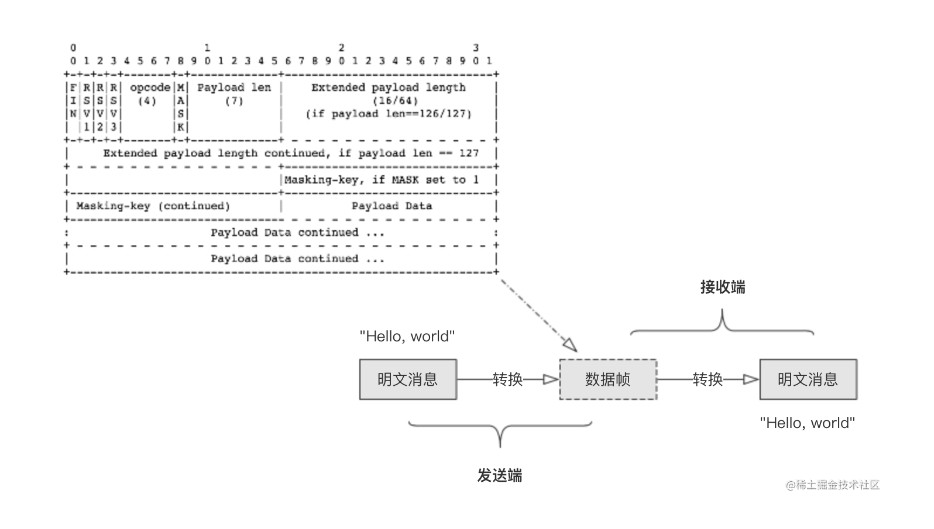 0                   1                   2                   3
0 1 2 3 4 5 6 7 8 9 0 1 2 3 4 5 6 7 8 9 0 1 2 3 4 5 6 7 8 9 0 1
+-+-+-+-+-------+-+-------------+-------------------------------+
|F|R|R|R| opcode|M| Payload len |    Extended payload length    |
|I|S|S|S|  (4)  |A|     (7)     |             (16/64)           |
|N|V|V|V|       |S|             |   (if payload len==126/127)   |
| |1|2|3|       |K|             |                               |
+-+-+-+-+-------+-+-------------+ - - - - - - - - - - - - - - - +
|     Extended payload length continued, if payload len == 127  |
+ - - - - - - - - - - - - - - - +-------------------------------+
|                               |Masking-key, if MASK set to 1  |
+-------------------------------+-------------------------------+
| Masking-key (continued)       |          Payload Data         |
+-------------------------------- - - - - - - - - - - - - - - - +
:                     Payload Data continued ...                :
+ - - - - - - - - - - - - - - - - - - - - - - - - - - - - - - - +
|                     Payload Data continued ...                |
+---------------------------------------------------------------+
接收端
"Hello, world"
明文消息 转换 数据帧 转换 明文消息
"Hello, world"
发送端
@稀土掘金技术社区